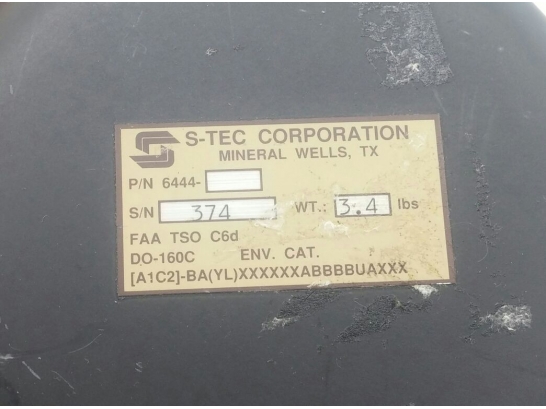 S-TEC CORPORATION
MINERAL WELLS, TX
P/N 6444-
S/N 374 WT.: 3.4 lbs
FAA TSO C6d
DO-160C ENV. CAT.
[A1C2]-BA(YL)XXXXXXABBBBUAXXX